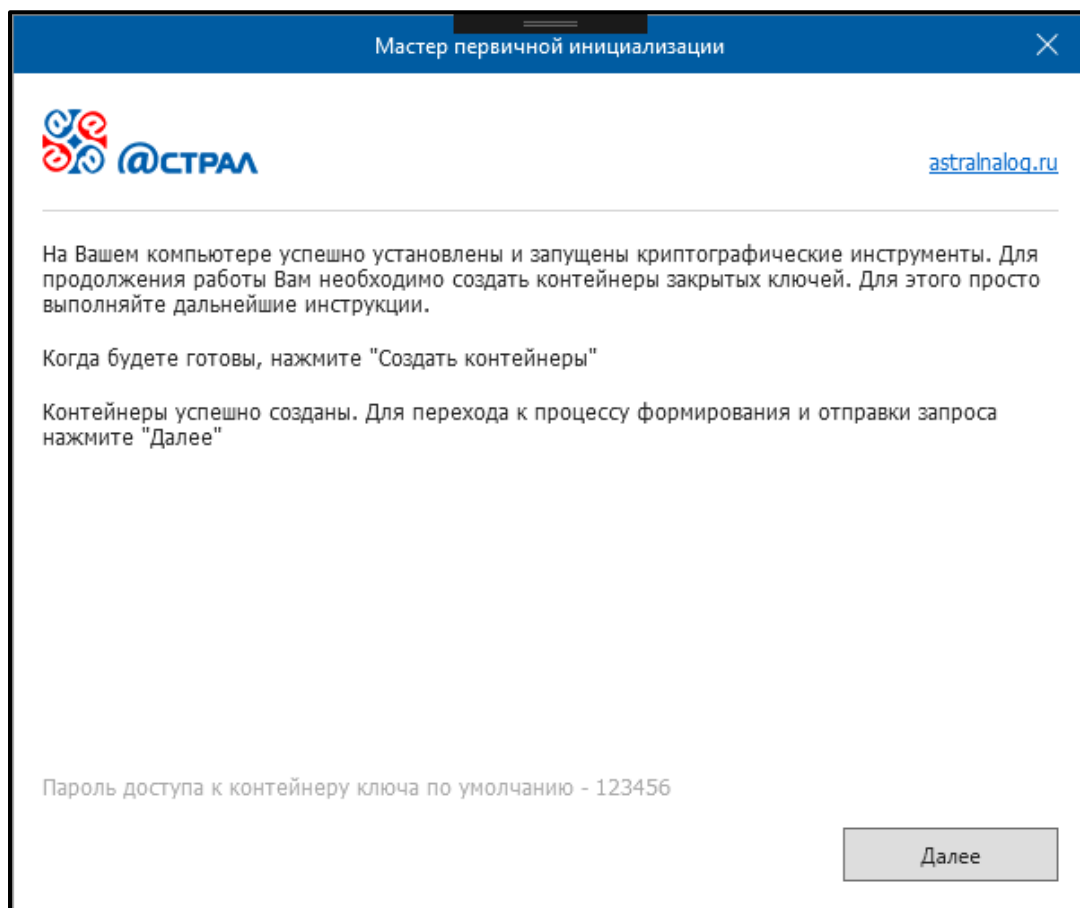 Мастер первичной инициализации
@СТРАЛ
astralnalog.ru
На Вашем компьютере успешно установлены и запущены криптографические инструменты. Для
продолжения работы Вам необходимо создать контейнеры закрытых ключей. Для этого просто
выполняйте дальнейшие инструкции.
Когда будете готовы, нажмите "Создать контейнеры"
Контейнеры успешно созданы. Для перехода к процессу формирования и отправки запроса
нажмите "Далее"
Пароль доступа к контейнеру ключа по умолчанию - 123456
Далее